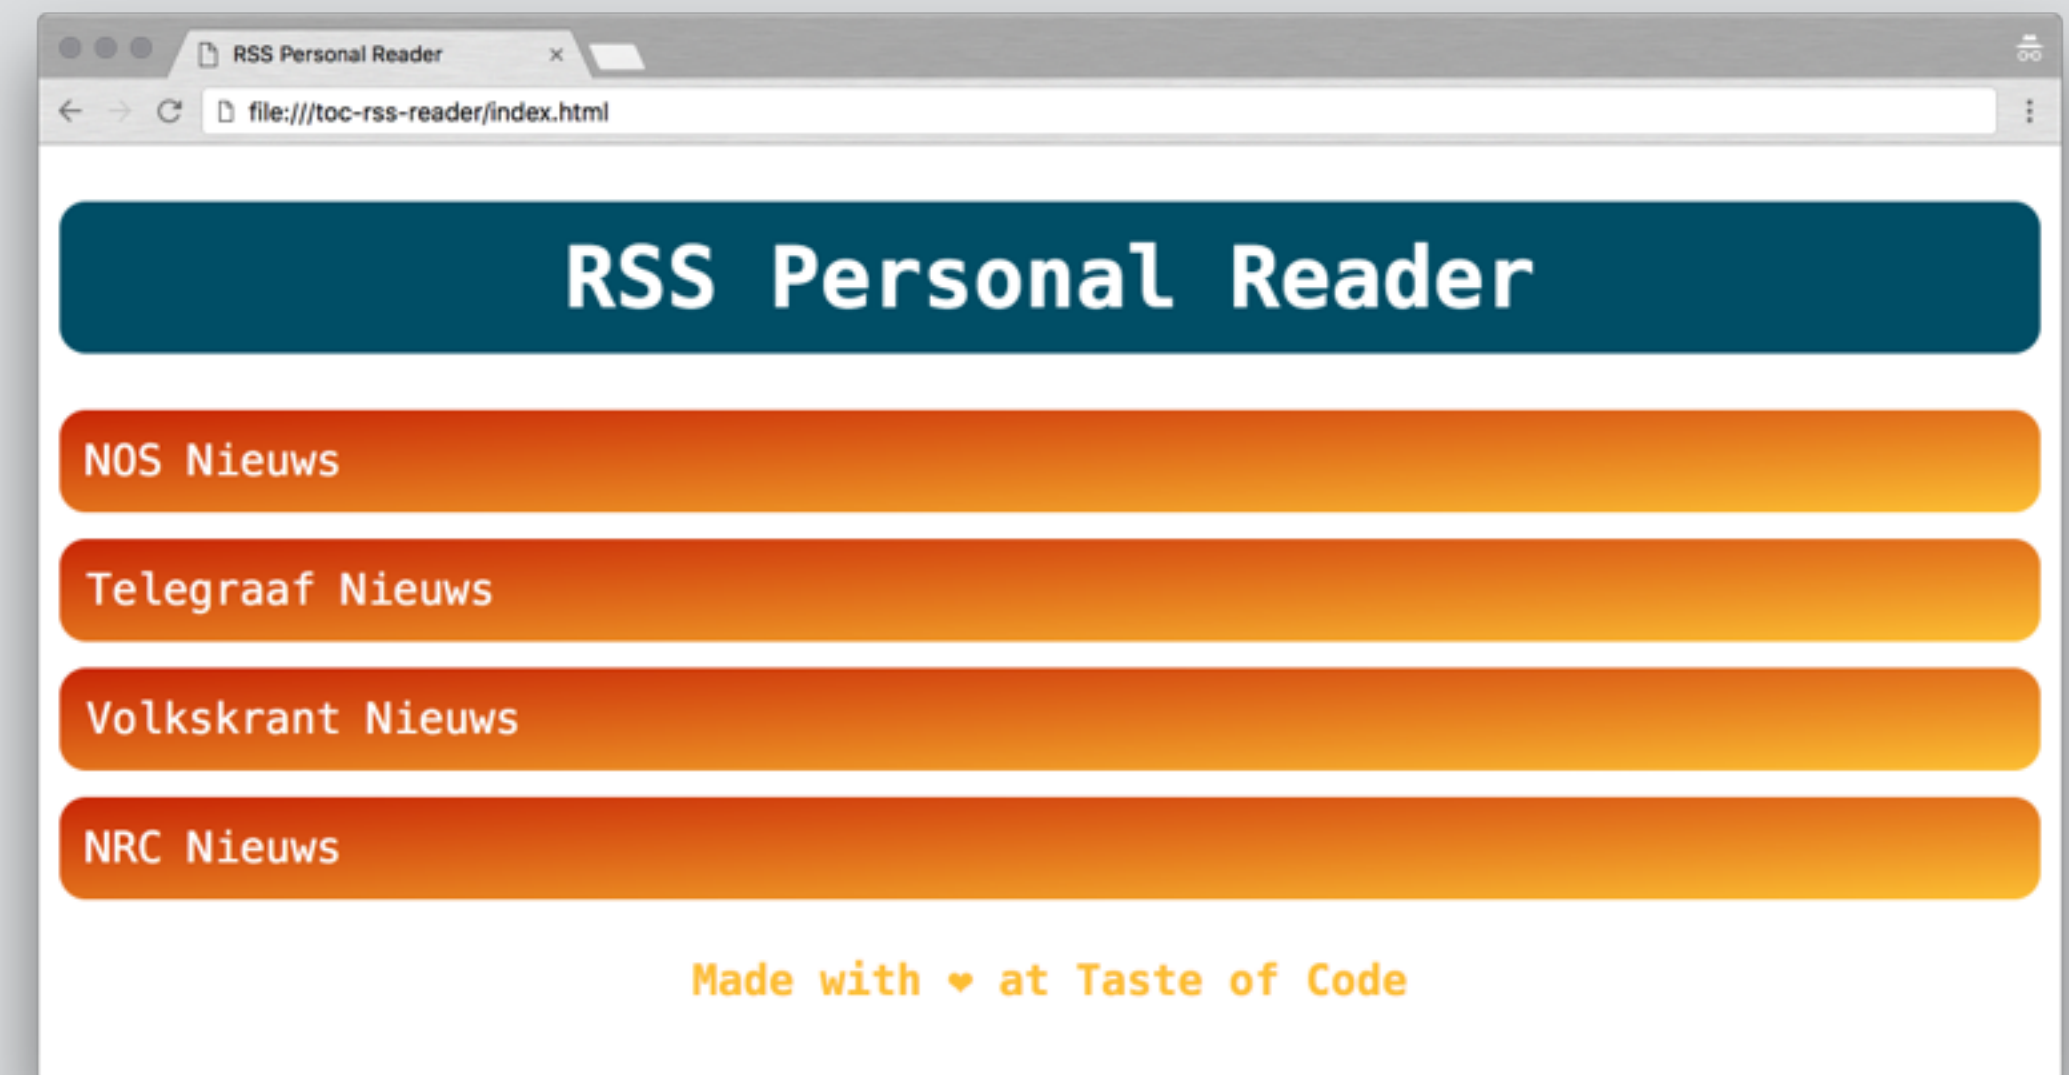 RSS Personal Reader
file:///toc-rss-reader/index.html
RSS Personal Reader
NOS Nieuws
Telegraaf Nieuws
Volkskrant Nieuws
NRC Nieuws
Made with ❤ at Taste of Code